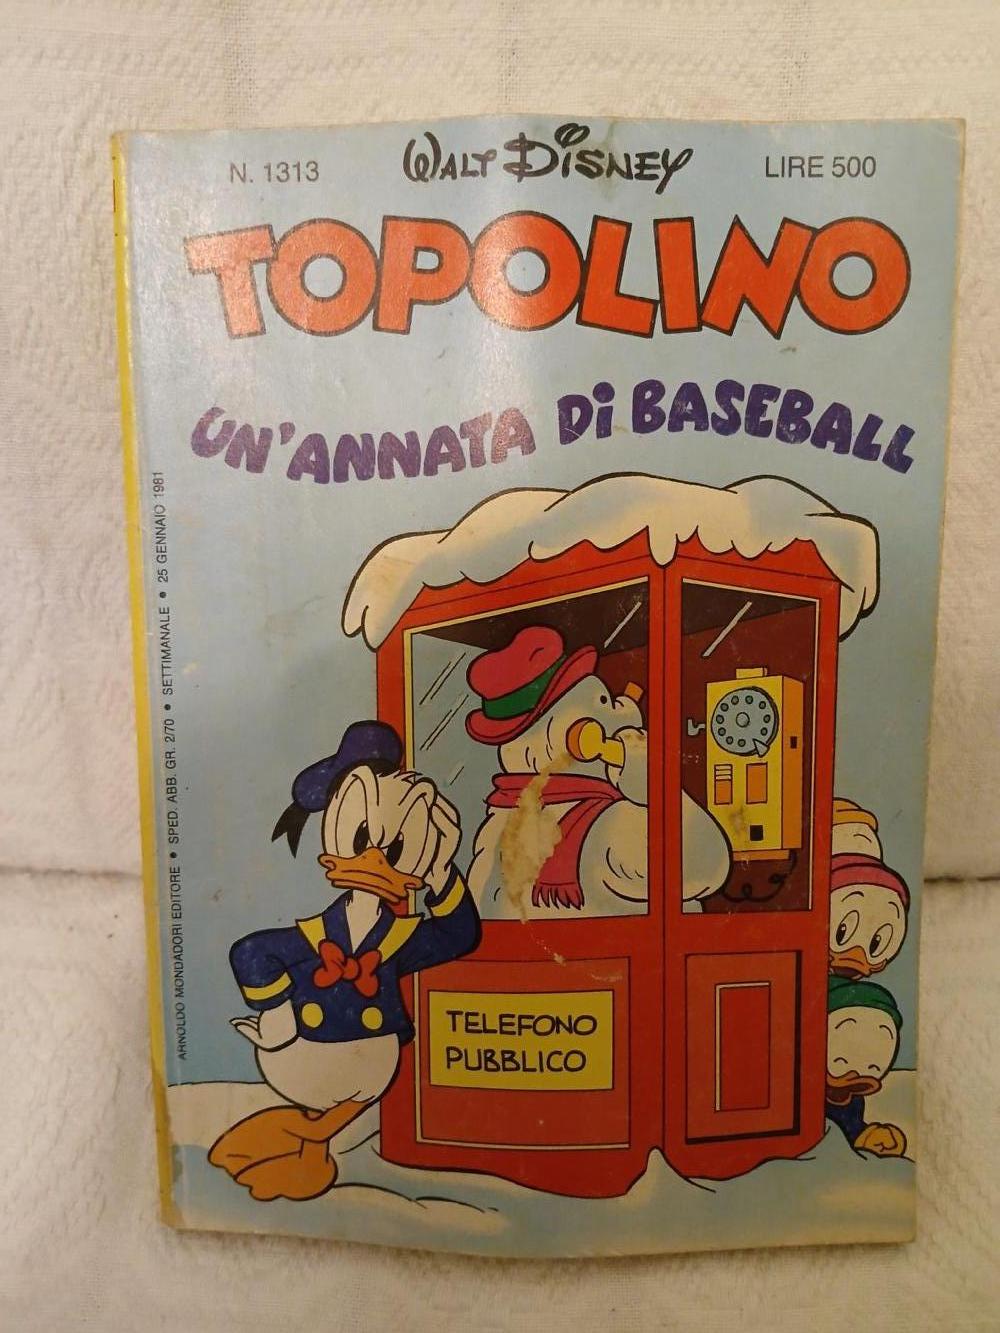 N. 1313
WALT DISNEY
LIRE 500
TOPOLINO
UN'ANNATA DI BASEBALL
ARNOLDO MONDADORI EDITORE • SPED. ABB. GR. 2/70 • SETTIMANALE • 25 GENNAIO 1981
TELEFONO
PUBBLICO